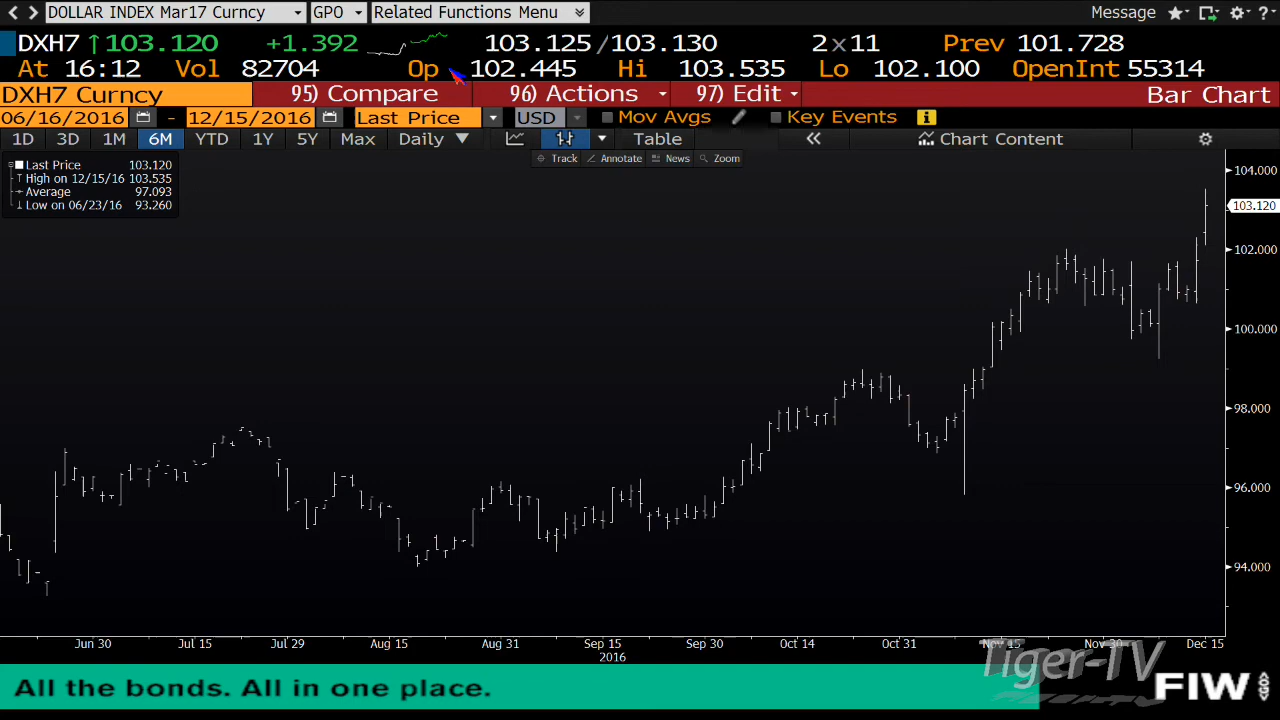 DOLLAR INDEX Mar17 Curncy GPO Related Functions Menu Message
DXH7 ↑103.120 +1.392 103.125/103.130 2x11 Prev 101.728
At 16:12 Vol 82704 Op 102.445 Hi 103.535 Lo 102.100 OpenInt 55314
DXH7 Curncy 95) Compare 96) Actions 97) Edit Bar Chart
06/16/2016 - 12/15/2016 Last Price USD Mov Avgs Key Events
1D 3D 1M 6M YTD 1Y 5Y Max Daily ▼ Table « Chart Content
Track Annotate News Zoom
Last Price 103.120
High on 12/15/16 103.535
Average 97.093
Low on 06/23/16 93.260
104.000
103.120
102.000
100.000
98.000
96.000
94.000
Jun 30 Jul 15 Jul 29 Aug 15 Aug 31 Sep 15 Sep 30 Oct 14 Oct 31 Nov 15 Nov 30 Dec 15
2016
Tiger-TV
All the bonds. All in one place.
FIW